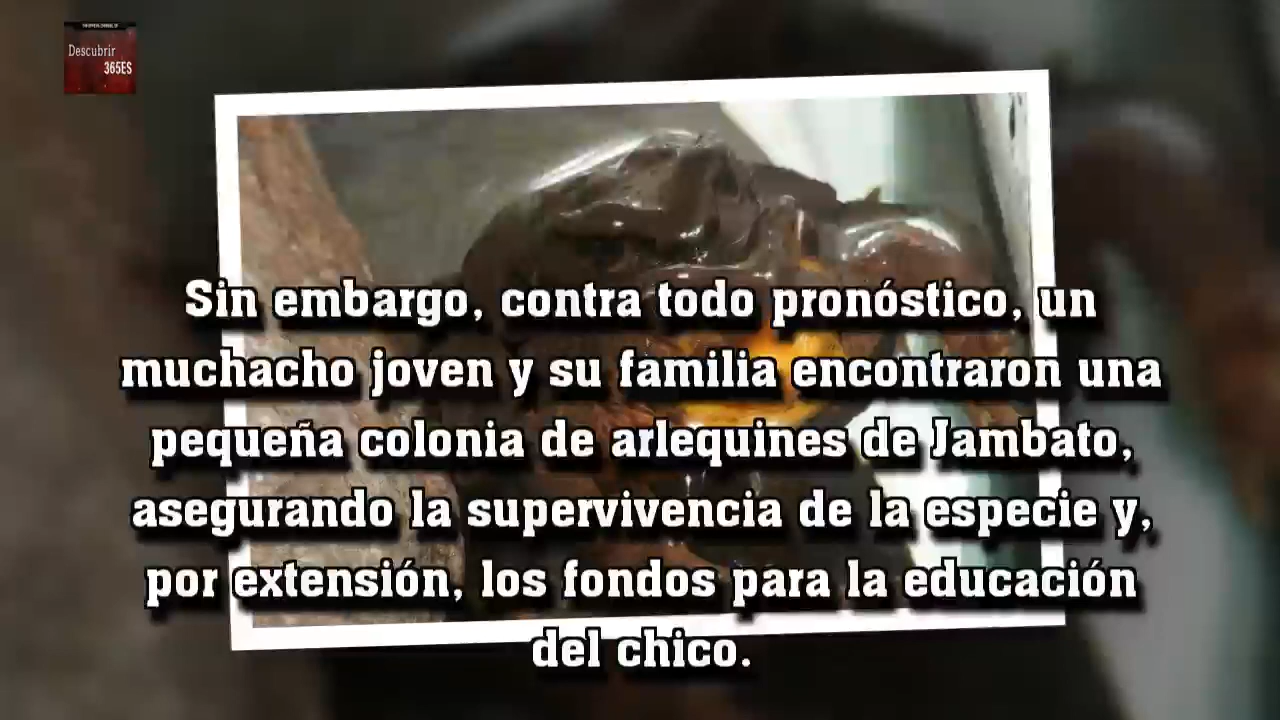 Descubrir
365ES
Sin embargo, contra todo pronóstico, un
muchacho joven y su familia encontraron una
pequeña colonia de arlequines de Jambato,
asegurando la supervivencia de la especie y,
por extensión, los fondos para la educación
del chico.